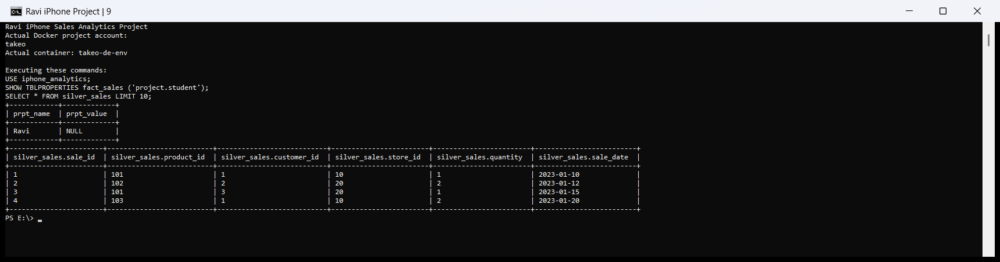 Ravi iPhone Project | 9
Ravi iPhone Sales Analytics Project
Actual Docker project account:
takeo
Actual container: takeo-de-env
Executing these commands:
USE iphone_analytics;
SHOW TBLPROPERTIES fact_sales ('project.student');
SELECT * FROM silver_sales LIMIT 10;
+------------+-------------+
| prpt_name  | prpt_value  |
+------------+-------------+
| Ravi       | NULL        |
+------------+-------------+
+-----------------------+--------------------------+---------------------------+------------------------+------------------------+-------------------------+
| silver_sales.sale_id  | silver_sales.product_id  | silver_sales.customer_id  | silver_sales.store_id  | silver_sales.quantity  | silver_sales.sale_date  |
+-----------------------+--------------------------+---------------------------+------------------------+------------------------+-------------------------+
| 1                     | 101                      | 1                         | 10                     | 1                      | 2023-01-10              |
| 2                     | 102                      | 2                         | 20                     | 2                      | 2023-01-12              |
| 3                     | 101                      | 3                         | 20                     | 1                      | 2023-01-15              |
| 4                     | 103                      | 1                         | 10                     | 2                      | 2023-01-20              |
+-----------------------+--------------------------+---------------------------+------------------------+------------------------+-------------------------+
PS E:\>